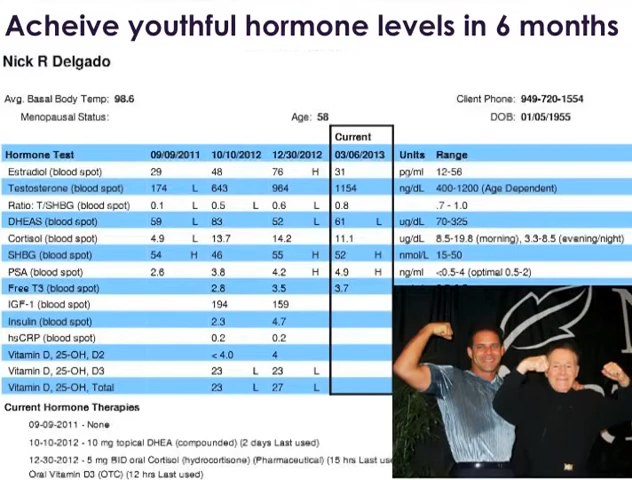 Acheive youthful hormone levels in 6 months
Nick R Delgado
Avg. Basal Body Temp: 98.6 Client Phone: 949-720-1554
Menopausal Status: Age: 58 DOB: 01/05/1955
Current
Hormone Test 09/09/2011 10/10/2012 12/30/2012 03/06/2013 Units Range
Estradiol (blood spot) 29 48 76 H 31 pg/ml 12-56
Testosterone (blood spot) 174 L 643 964 1154 ng/dL 400-1200 (Age Dependent)
Ratio: T/SHBG (blood spot) 0.1 L 0.5 L 0.6 L 0.8 .7 - 1.0
DHEAS (blood spot) 59 L 83 52 L 61 L ug/dL 70-325
Cortisol (blood spot) 4.9 L 13.7 14.2 11.1 ug/dL 8.5-19.8 (morning), 3.3-8.5 (evening/night)
SHBG (blood spot) 54 H 46 55 H 52 H nmol/L 15-50
PSA (blood spot) 2.6 3.8 4.2 H 4.9 H ng/ml <0.5-4 (optimal 0.5-2)
Free T3 (blood spot) 2.8 3.5 3.7
IGF-1 (blood spot) 194 159
Insulin (blood spot) 2.3 4.7
hsCRP (blood spot) 0.2 0.2
Vitamin D, 25-OH, D2 < 4.0 4
Vitamin D, 25-OH, D3 23 L 23 L
Vitamin D, 25-OH, Total 23 L 27 L
Current Hormone Therapies
09-09-2011 - None
10-10-2012 - 10 mg topical DHEA (compounded) (2 days Last used)
12-30-2012 - 5 mg BID oral Cortisol (hydrocortisone) (Pharmaceutical) (15 hrs Last
Oral Vitamin D3 (OTC) (12 hrs Last used)